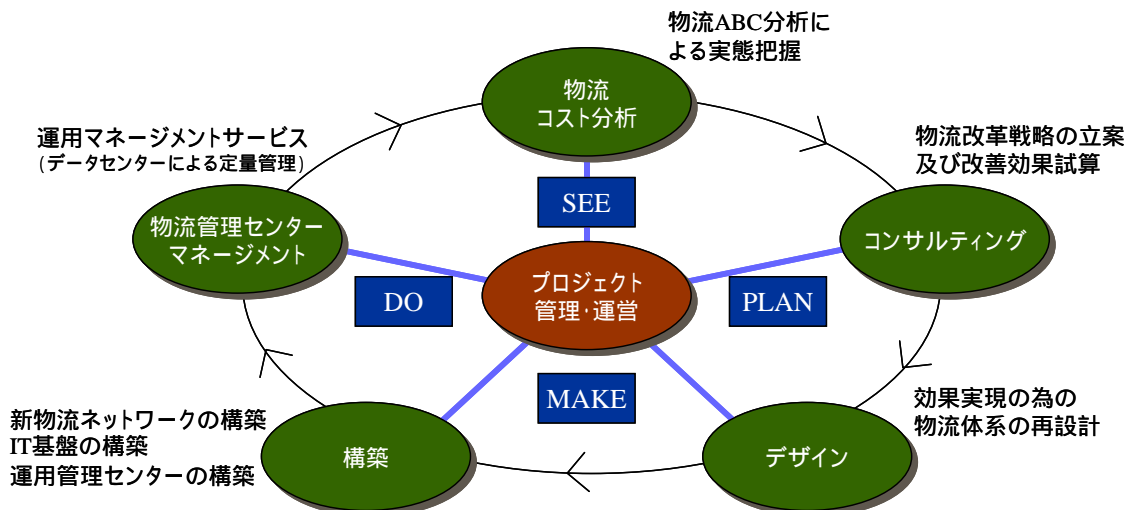 物流ABC分析に
よる実態把握
物流
コスト分析
運用マネージメントサービス
(データセンターによる定量管理)
物流改革戦略の立案
及び改善効果試算
SEE
物流管理センター
マネージメント
コンサルティング
プロジェクト
管理・運営
DO
PLAN
MAKE
新物流ネットワークの構築
IT基盤の構築
運用管理センターの構築
構築
デザイン
効果実現の為の
物流体系の再設計